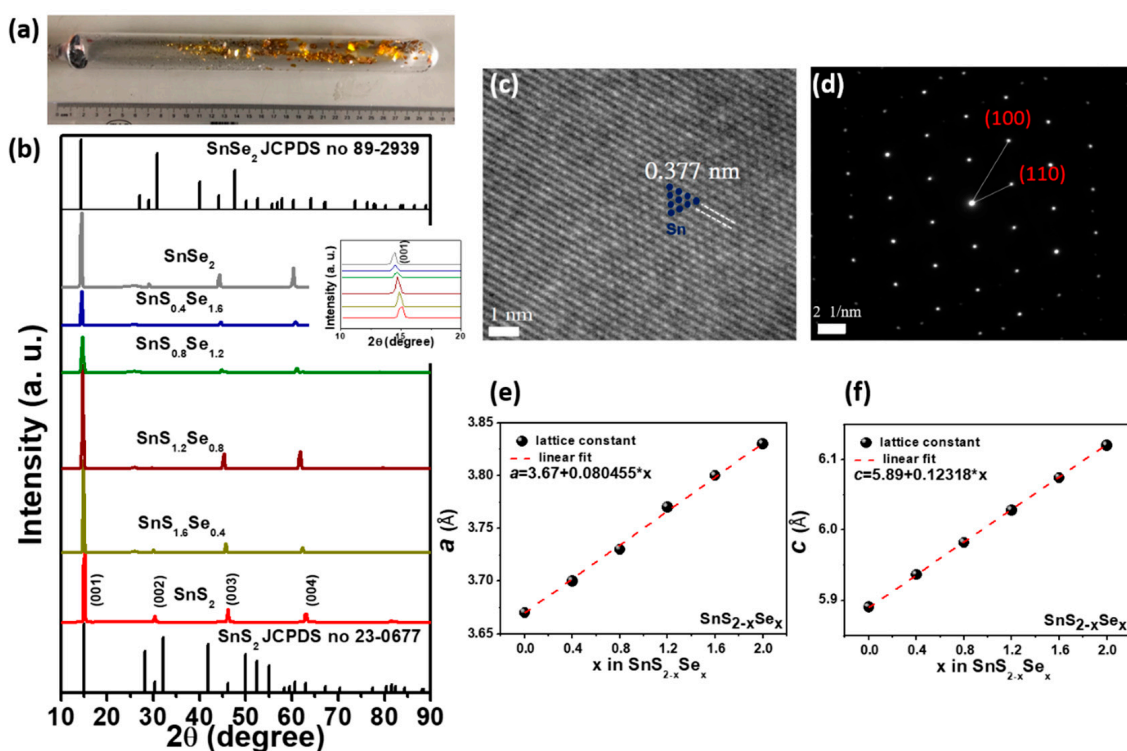 (a)
(b)
SnSe2 JCPDS no 89-2939
SnSe2
SnS0.4Se1.6
SnS0.8Se1.2
SnS1.2Se0.8
SnS1.6Se0.4
SnS2
(001)
(002)
(003)
(004)
SnS2 JCPDS no 23-0677
Intensity (a. u.)
10 20 30 40 50 60 70 80 90
2θ (degree)
(001)
Intensity (a. u.)
10 15 20
2θ (degree)
(c)
0.377 nm
Sn
1 nm
(d)
(100)
(110)
2 1/nm
(e)
3.85
3.80
3.75
3.70
3.65
a (Å)
lattice constant
linear fit
a=3.67+0.080455*x
SnS2-xSex
0.0 0.4 0.8 1.2 1.6 2.0
x in SnS2-xSex
(f)
6.1
6.0
5.9
c (Å)
lattice constant
linear fit
c=5.89+0.12318*x
SnS2-xSex
0.0 0.4 0.8 1.2 1.6 2.0
x in SnS2-xSex